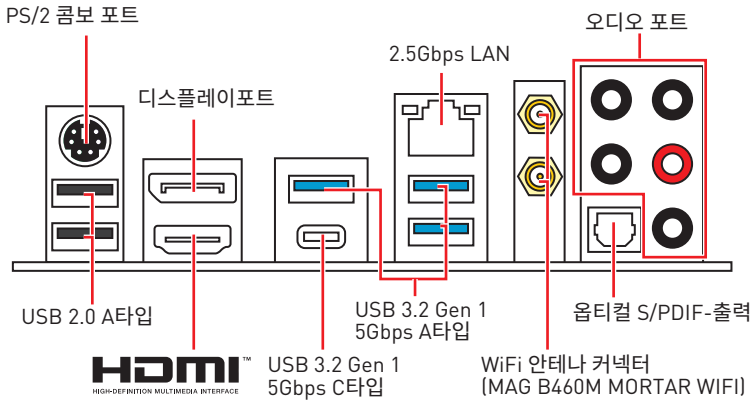 PS/2 콤보 포트
오디오 포트
2.5Gbps LAN
디스플레이포트
USB 2.0 A타입
USB 3.2 Gen 1
5Gbps A타입
옵티컬 S/PDIF-출력
HDMI™
HIGH-DEFINITION MULTIMEDIA INTERFACE
USB 3.2 Gen 1
5Gbps C타입
WiFi 안테나 커넥터
(MAG B460M MORTAR WIFI)